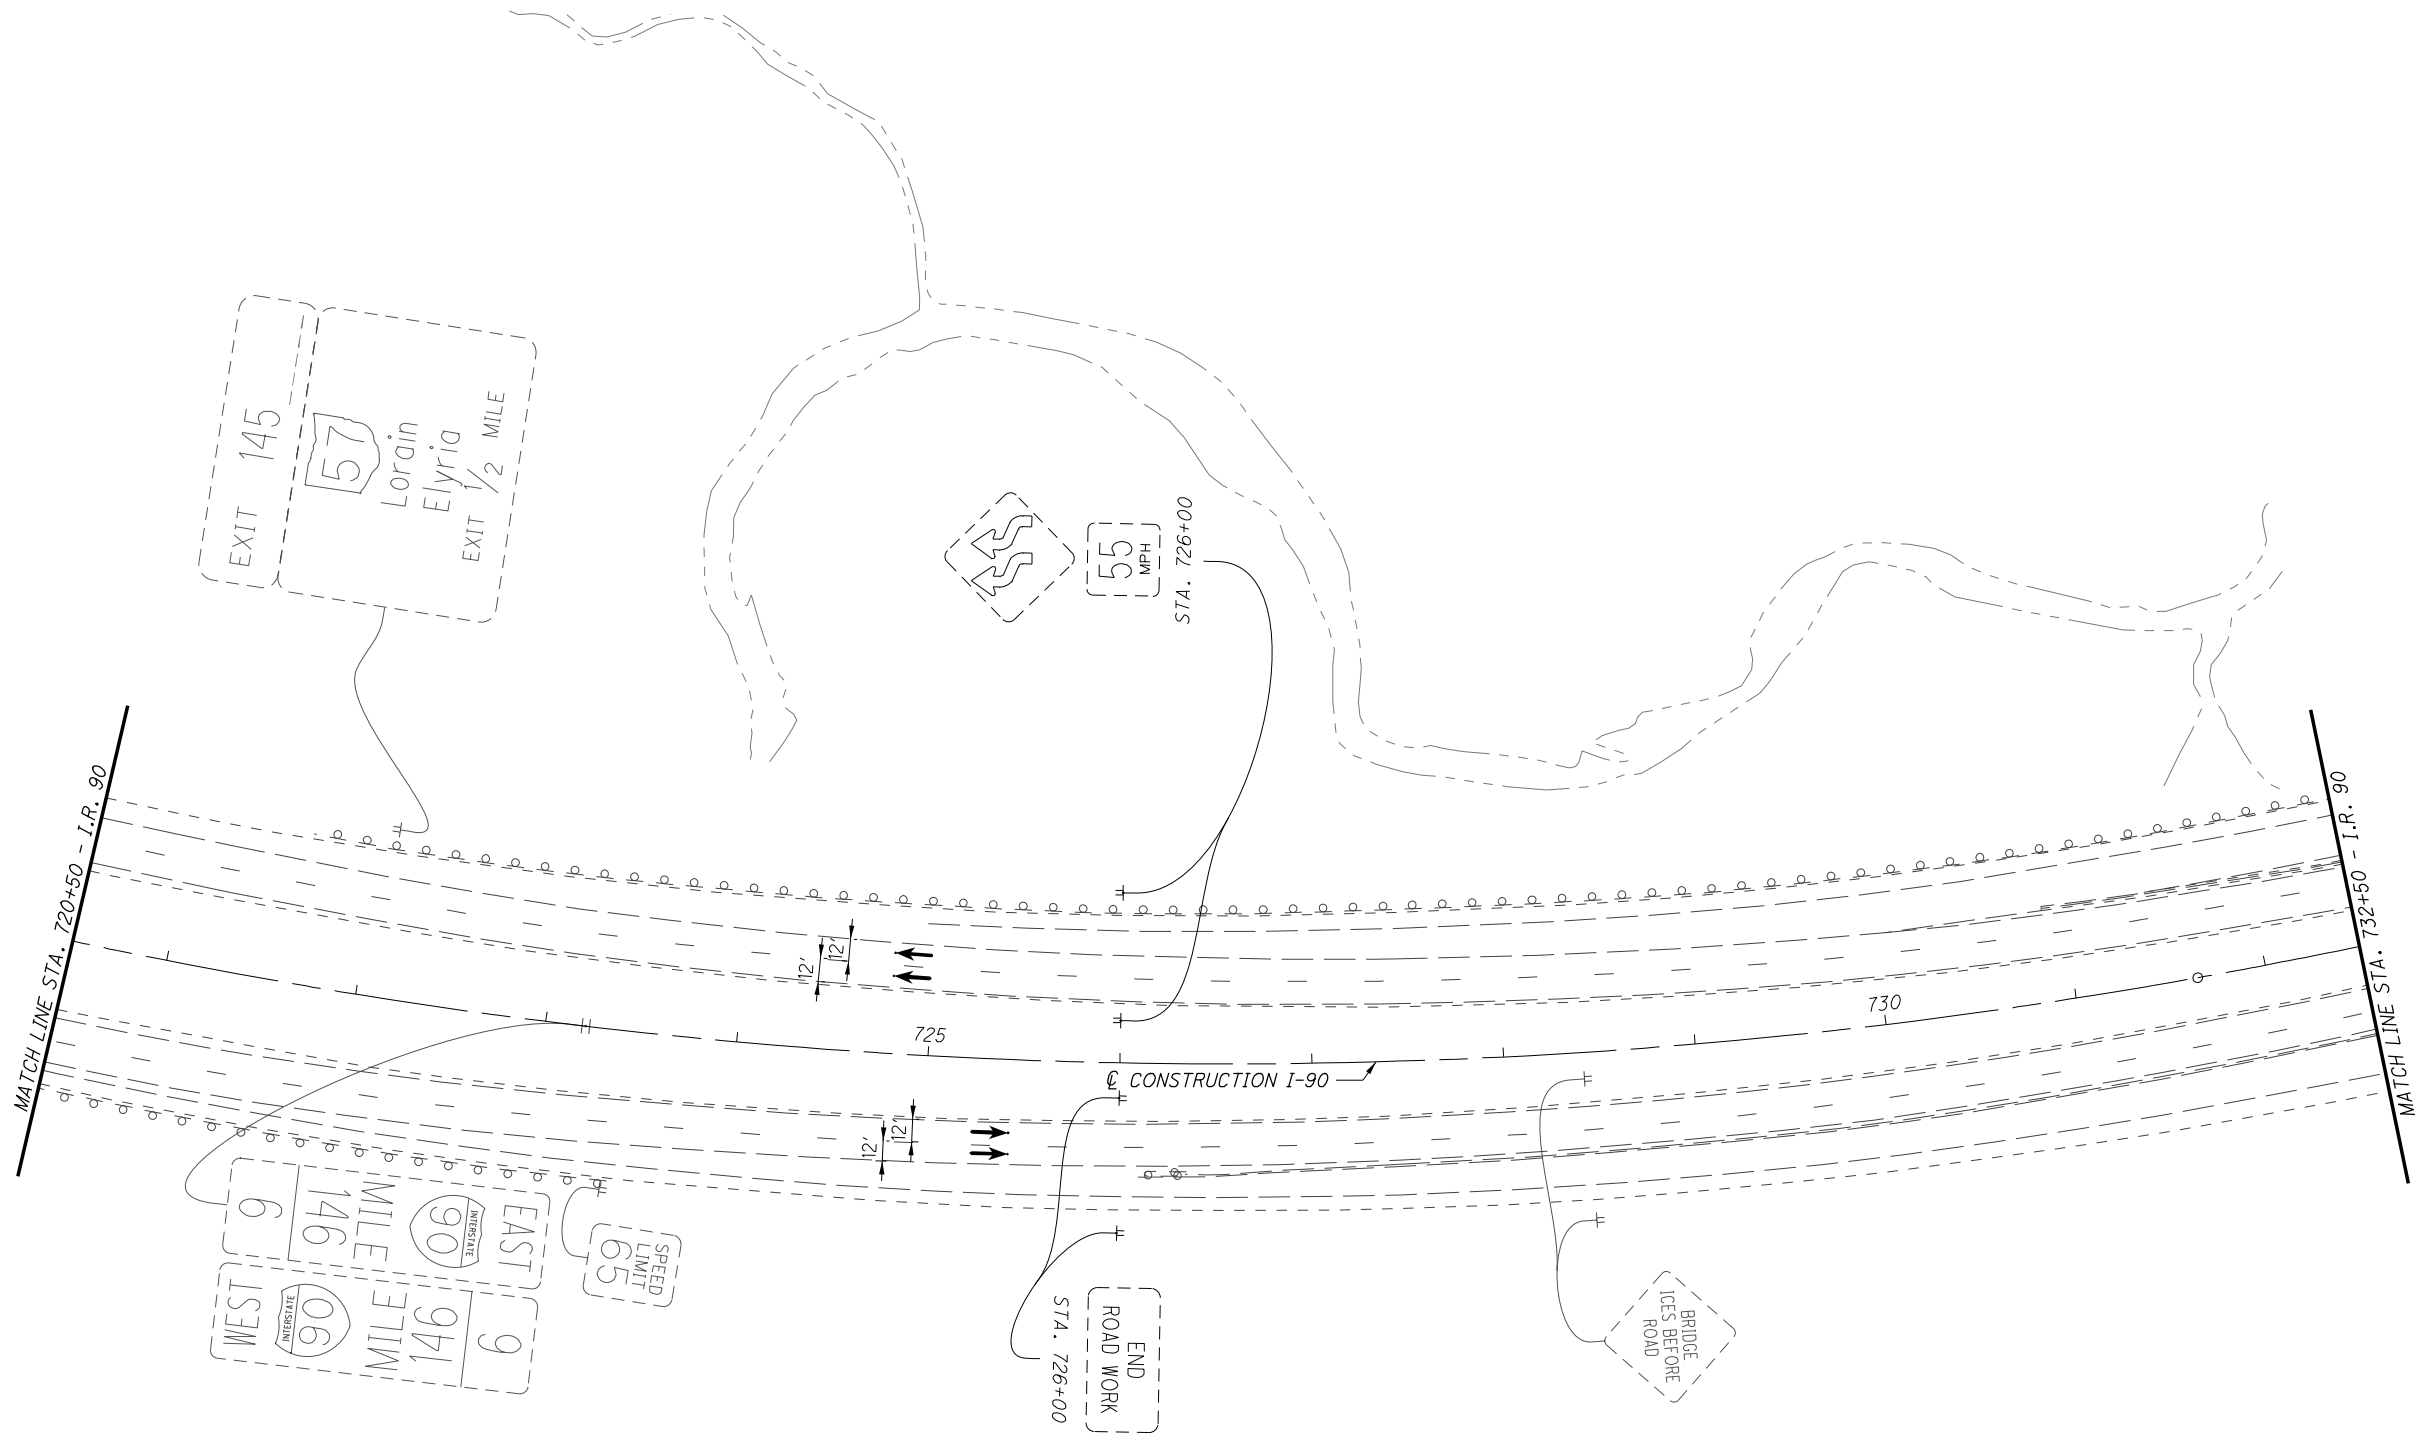 EXIT 145
57
Lorain
Elyria
EXIT 1/2 MILE
55
MPH
STA. 726+00
MATCH LINE STA. 720+50 - I.R. 90
MATCH LINE STA. 732+50 - I.R. 90
12'
12'
725
730
℄ CONSTRUCTION I-90
12'
12'
EAST
INTERSTATE
90
MILE
146
6
WEST
INTERSTATE
90
MILE
146
6
SPEED
LIMIT
65
END
ROAD WORK
STA. 726+00
BRIDGE
ICES BEFORE
ROAD